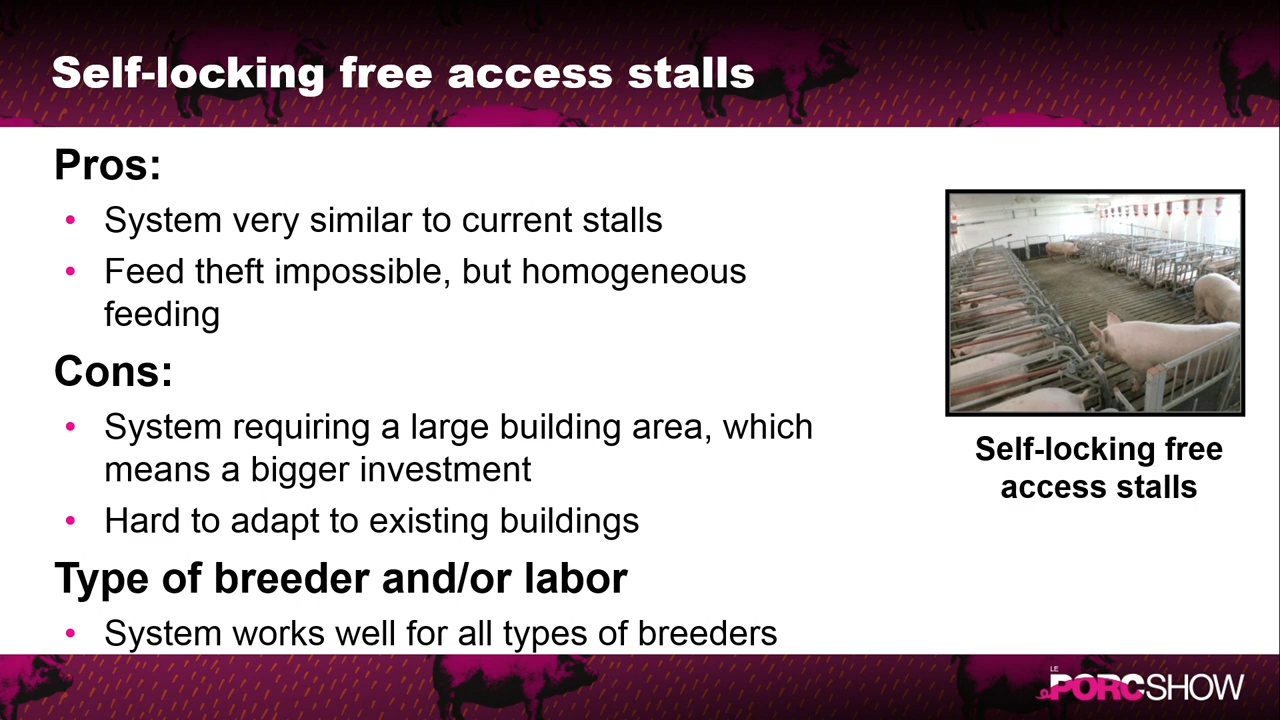 Self-locking free access stalls
Pros:
• System very similar to current stalls
• Feed theft impossible, but homogeneous
feeding
Cons:
• System requiring a large building area, which
means a bigger investment
• Hard to adapt to existing buildings
Type of breeder and/or labor
• System works well for all types of breeders
Self-locking free
access stalls
LE
PORCSHOW